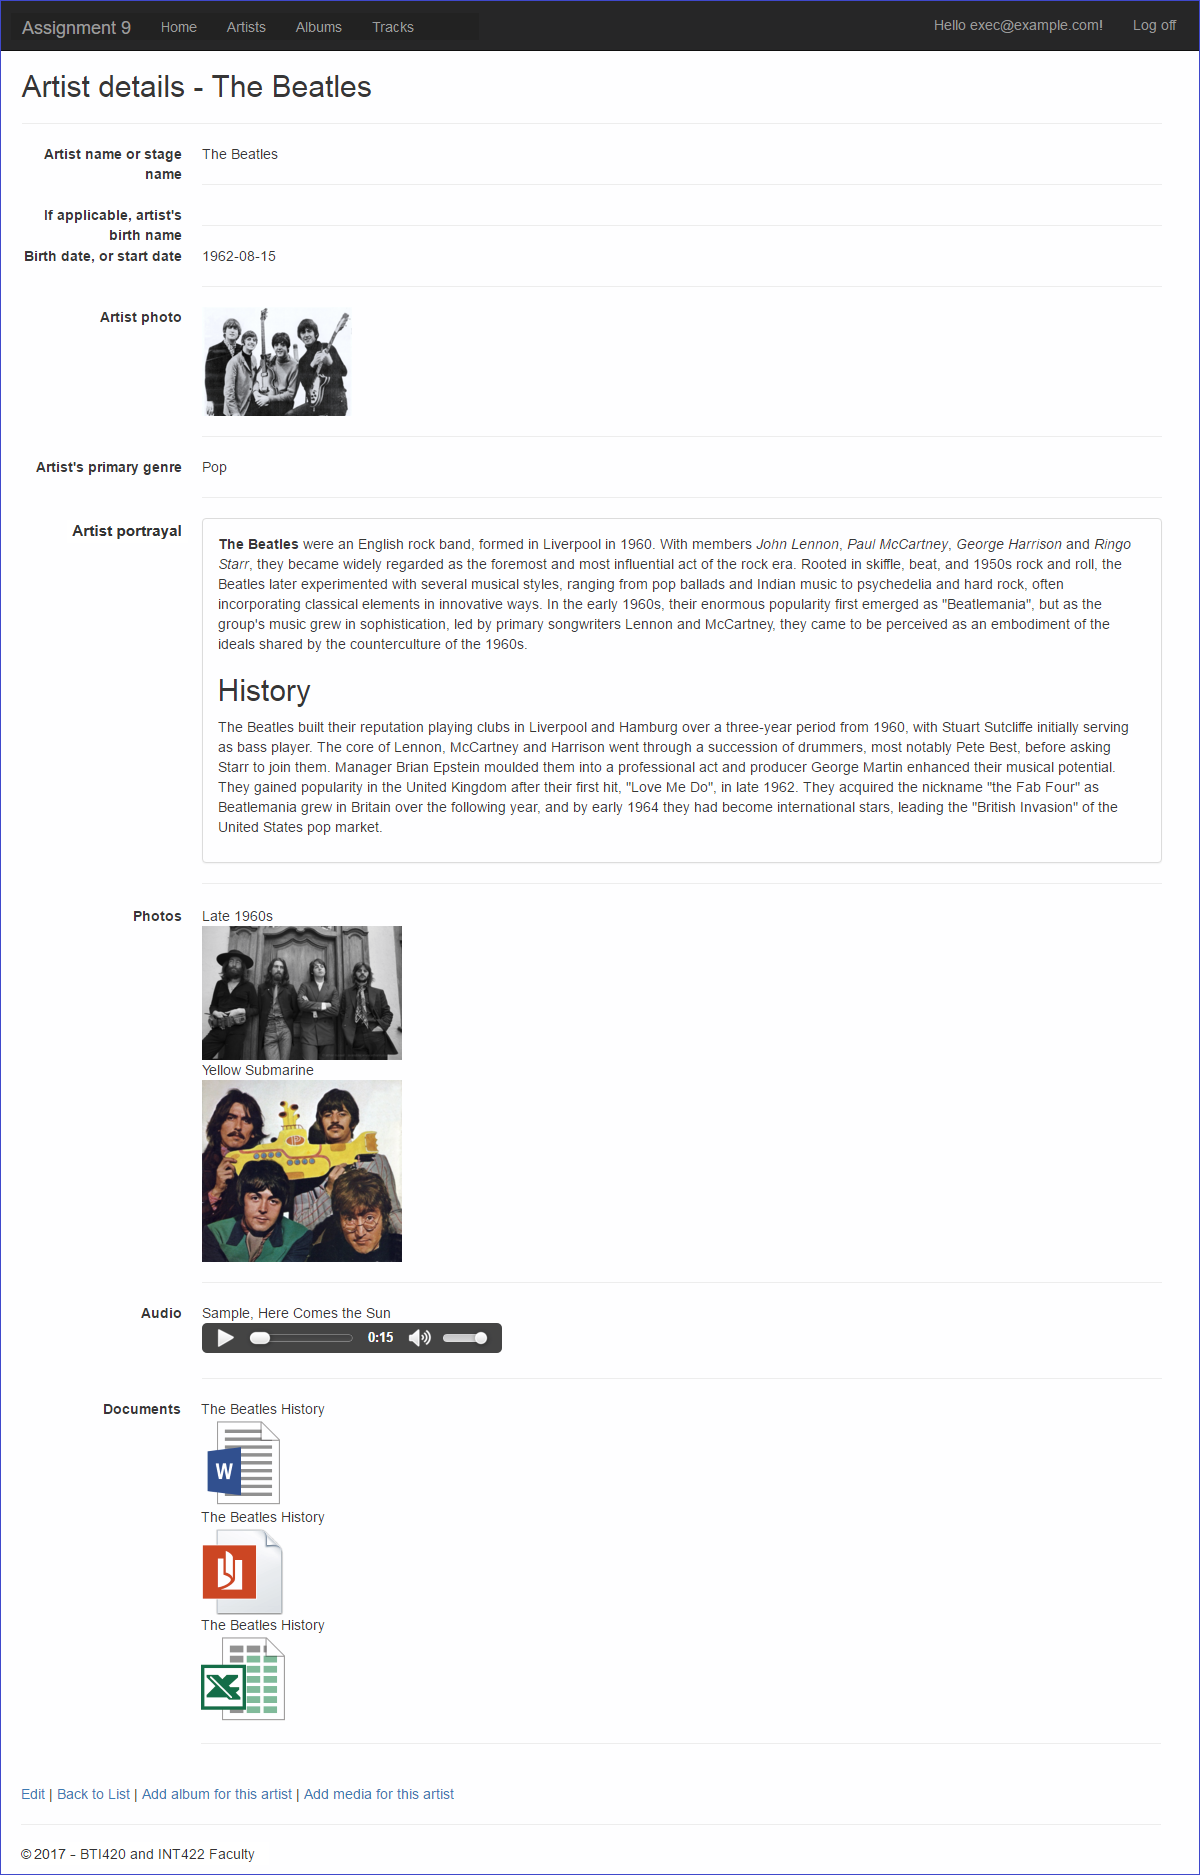 Assignment 9 Home Artists Albums Tracks Hello exec@example.com! Log off
Artist details - The Beatles
Artist name or stage name
The Beatles
If applicable, artist's birth name
Birth date, or start date
1962-08-15
Artist photo
Artist's primary genre
Pop
Artist portrayal
The Beatles were an English rock band, formed in Liverpool in 1960. With members John Lennon, Paul McCartney, George Harrison and Ringo
Starr, they became widely regarded as the foremost and most influential act of the rock era. Rooted in skiffle, beat, and 1950s rock and roll, the
Beatles later experimented with several musical styles, ranging from pop ballads and Indian music to psychedelia and hard rock, often
incorporating classical elements in innovative ways. In the early 1960s, their enormous popularity first emerged as "Beatlemania", but as the
group's music grew in sophistication, led by primary songwriters Lennon and McCartney, they came to be perceived as an embodiment of the
ideals shared by the counterculture of the 1960s.
History
The Beatles built their reputation playing clubs in Liverpool and Hamburg over a three-year period from 1960, with Stuart Sutcliffe initially serving
as bass player. The core of Lennon, McCartney and Harrison went through a succession of drummers, most notably Pete Best, before asking
Starr to join them. Manager Brian Epstein moulded them into a professional act and producer George Martin enhanced their musical potential.
They gained popularity in the United Kingdom after their first hit, "Love Me Do", in late 1962. They acquired the nickname "the Fab Four" as
Beatlemania grew in Britain over the following year, and by early 1964 they had become international stars, leading the "British Invasion" of the
United States pop market.
Photos
Late 1960s
Yellow Submarine
Audio
Sample, Here Comes the Sun
0:15
Documents
The Beatles History
W
The Beatles History
The Beatles History
X
Edit | Back to List | Add album for this artist | Add media for this artist
© 2017 - BTI420 and INT422 Faculty